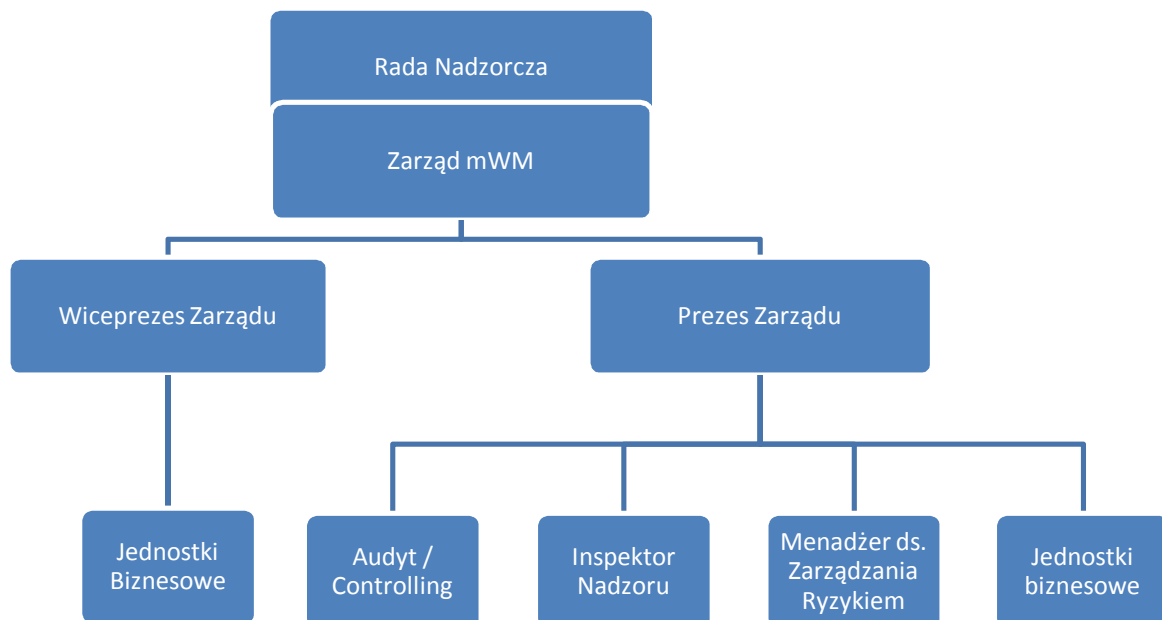 Rada Nadzorcza
Zarząd mWM
Wiceprezes Zarządu
Prezes Zarządu
Jednostki
Biznesowe
Audyt /
Controlling
Inspektor
Nadzoru
Menadżer ds.
Zarządzania
Ryzykiem
Jednostki
biznesowe